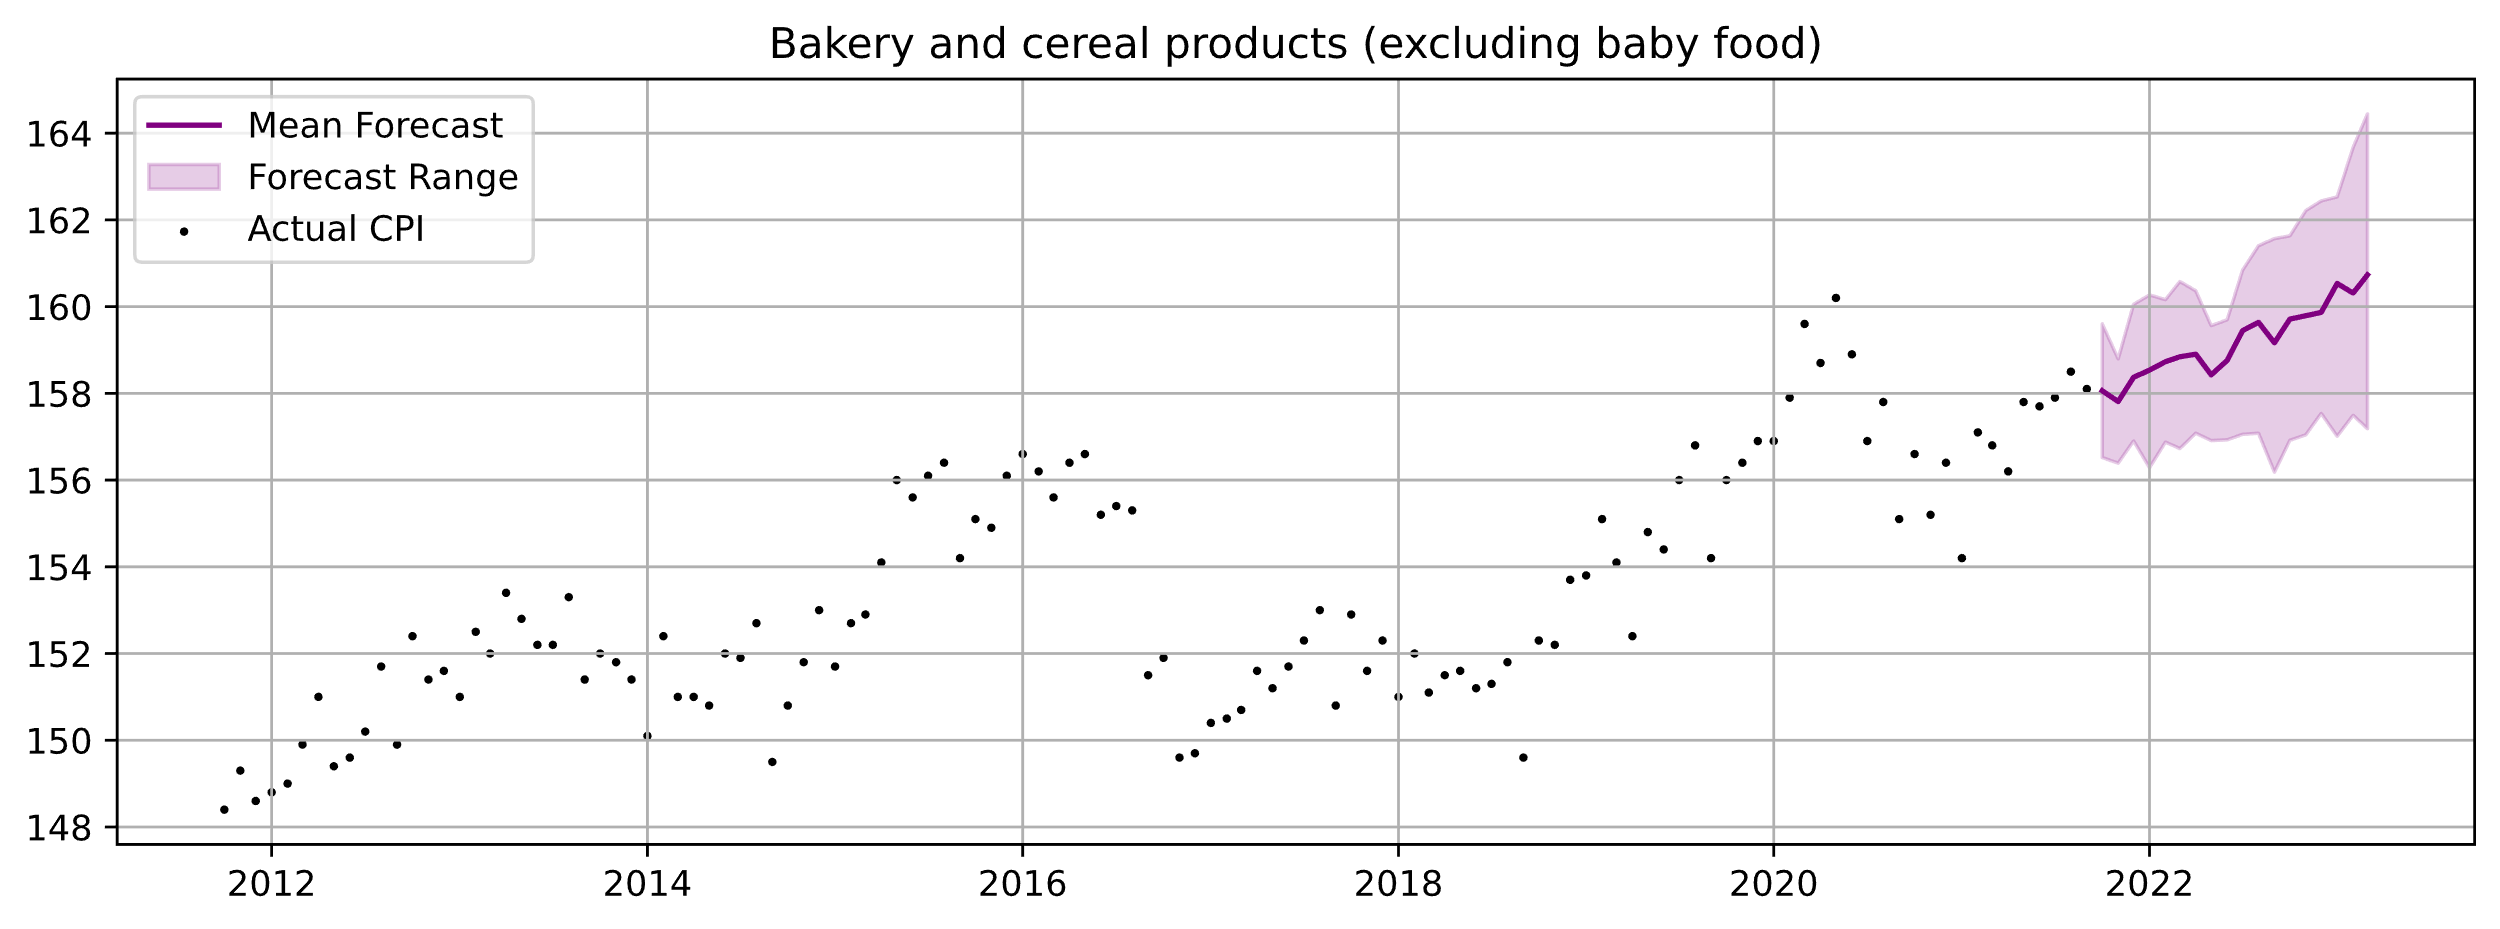 Bakery and cereal products (excluding baby food)
Mean Forecast
Forecast Range
Actual CPI
164
162
160
158
156
154
152
150
148
2012 2014 2016 2018 2020 2022